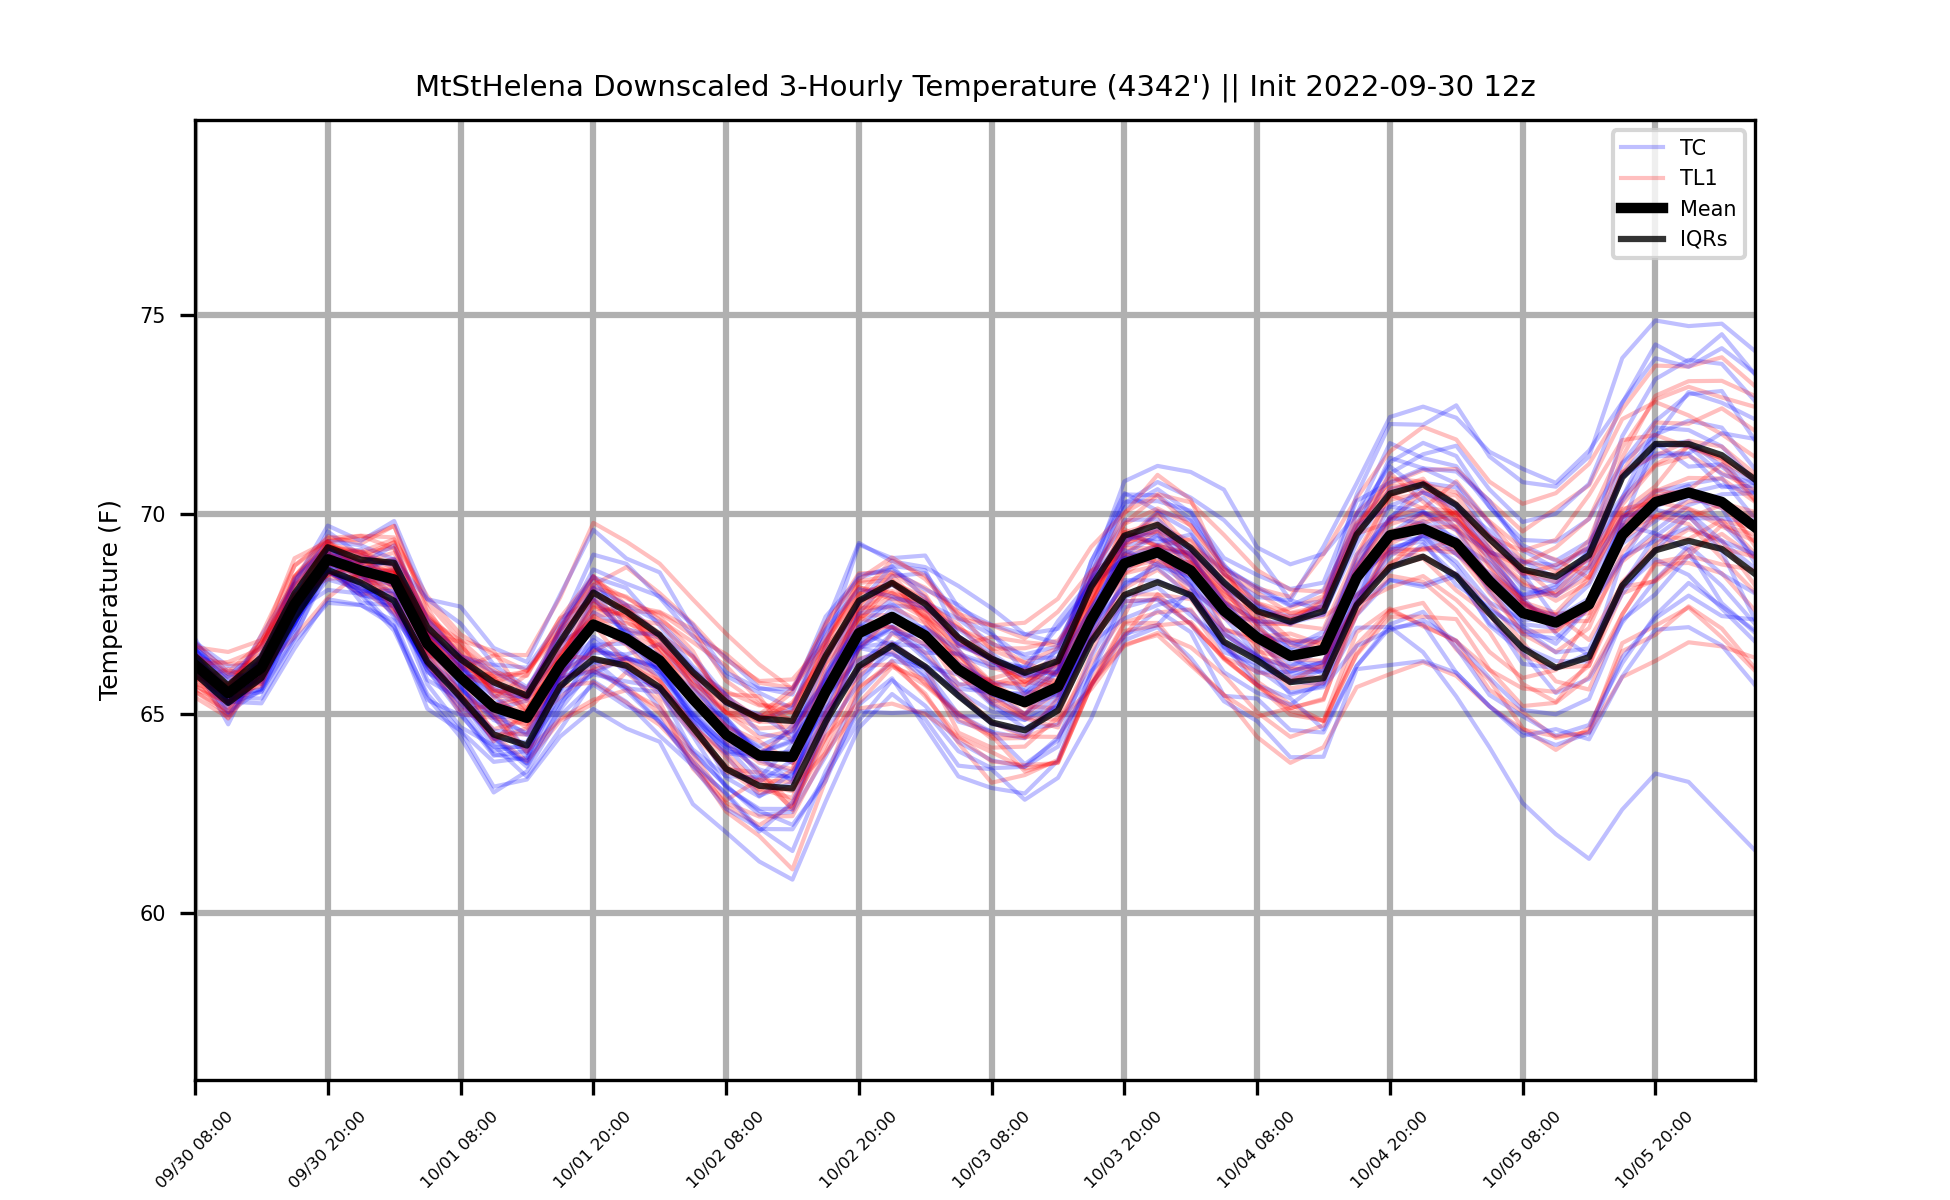 MtStHelena Downscaled 3-Hourly Temperature (4342') || Init 2022-09-30 12z
TC
TL1
Mean
IQRs
Temperature (F)
75
70
65
60
09/30 08:00
09/30 20:00
10/01 08:00
10/01 20:00
10/02 08:00
10/02 20:00
10/03 08:00
10/03 20:00
10/04 08:00
10/04 20:00
10/05 08:00
10/05 20:00